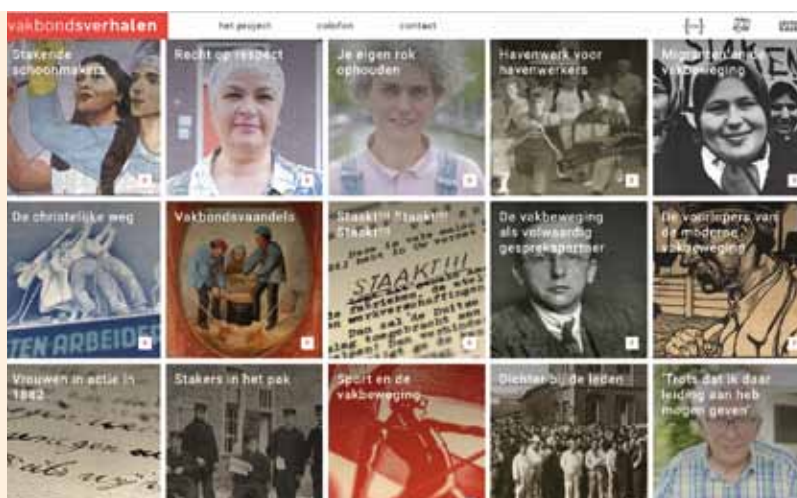 vakbondsverhalen
het project
colofon
contact
Stakende
schoonmakers
Recht op respect
Je eigen rok
ophouden
Havenwerk voor
havenwerkers
Migranten en de
vakbeweging
STAKEN
De christelijke weg
TEN ARBEIDER
Vakbondsvaandels
Staakt!!! Staakt!!!
Staakt!!!
STAAKT!!!
De vakbeweging
als volwaardig
gesprekspartner
De voorlopers van
de moderne
vakbeweging
Vrouwen in actie in
1882
Stakers in het pak
Sport en de
vakbeweging
Dichter bij de leden
'Trots dat ik daar
leiding aan heb
mogen geven'